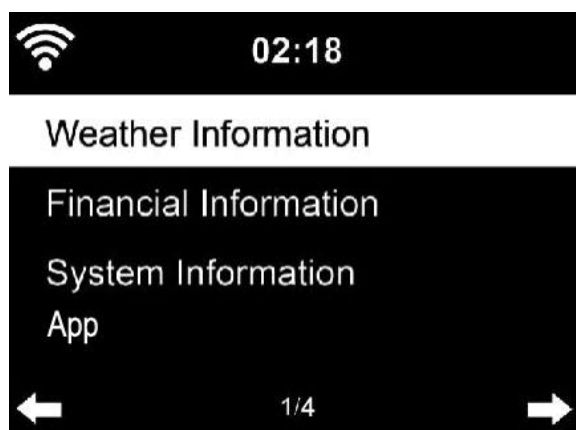 02:18
Weather Information
Financial Information
System Information
App
1/4